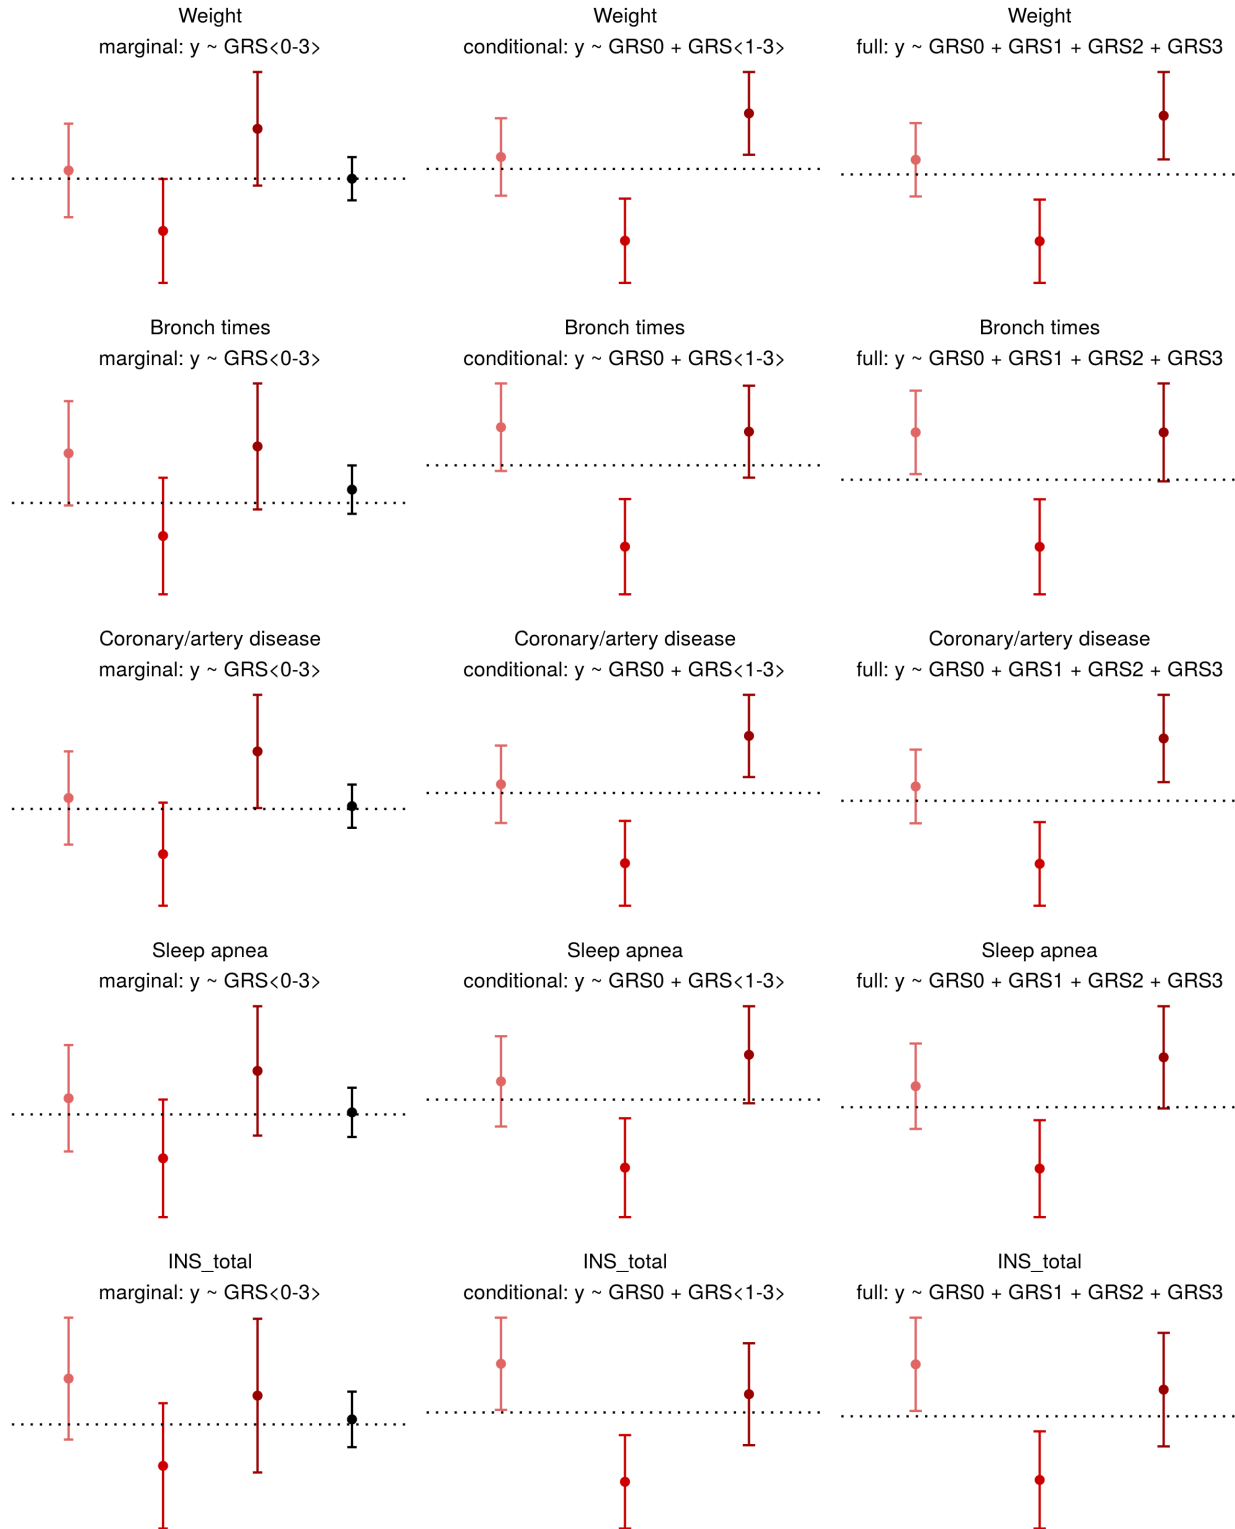 Weight
marginal: y ~ GRS<0-3>
Weight
conditional: y ~ GRS0 + GRS<1-3>
Weight
full: y ~ GRS0 + GRS1 + GRS2 + GRS3
Bronch times
marginal: y ~ GRS<0-3>
Bronch times
conditional: y ~ GRS0 + GRS<1-3>
Bronch times
full: y ~ GRS0 + GRS1 + GRS2 + GRS3
Coronary/artery disease
marginal: y ~ GRS<0-3>
Coronary/artery disease
conditional: y ~ GRS0 + GRS<1-3>
Coronary/artery disease
full: y ~ GRS0 + GRS1 + GRS2 + GRS3
Sleep apnea
marginal: y ~ GRS<0-3>
Sleep apnea
conditional: y ~ GRS0 + GRS<1-3>
Sleep apnea
full: y ~ GRS0 + GRS1 + GRS2 + GRS3
INS_total
marginal: y ~ GRS<0-3>
INS_total
conditional: y ~ GRS0 + GRS<1-3>
INS_total
full: y ~ GRS0 + GRS1 + GRS2 + GRS3